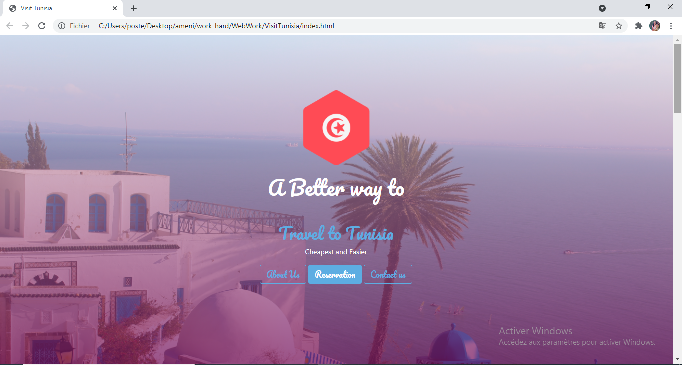 Visit Tunisia
Fichier
C:/Users/poste/Desktop/ameni/work hard/WebWork/VisitTunisia/index.html
A Better way to
Travel to Tunisia
Cheapest and Easier
About Us
Reservation
Contact us
Activer Windows
Accédez aux paramètres pour activer Windows.